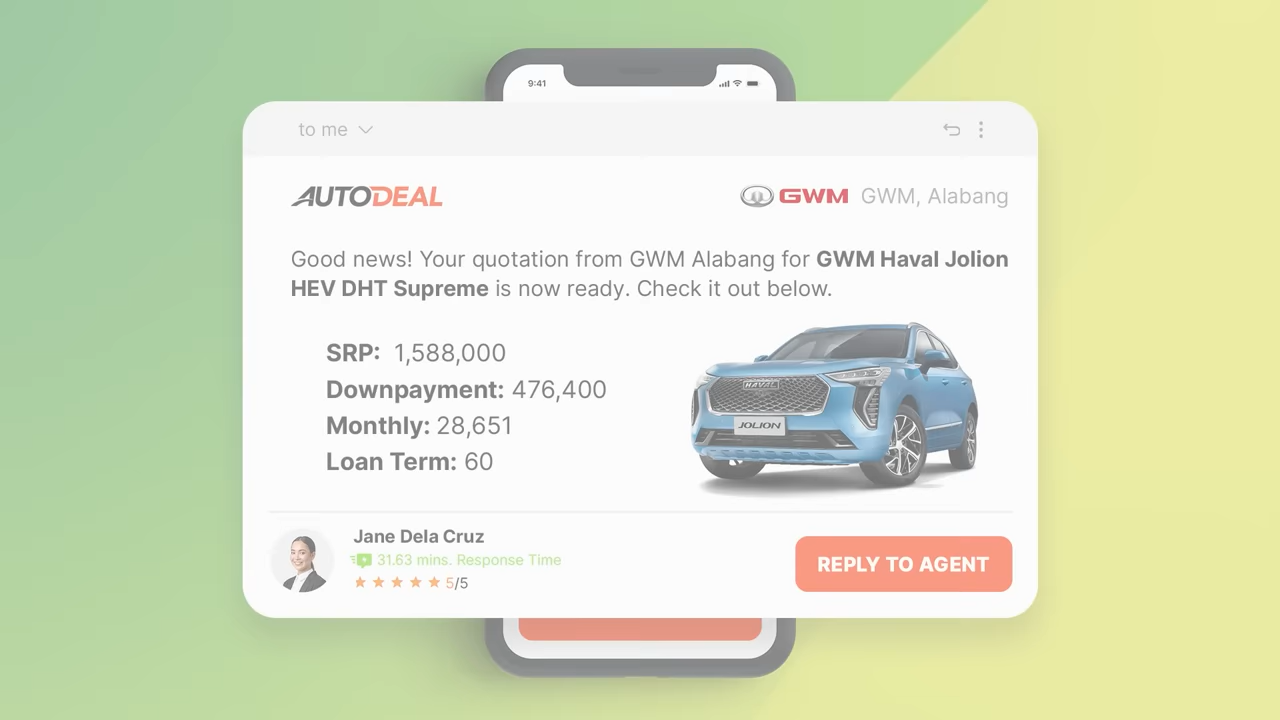 9:41
to me
AUTODEAL
GWM GWM, Alabang
Good news! Your quotation from GWM Alabang for GWM Haval Jolion
HEV DHT Supreme is now ready. Check it out below.
SRP: 1,588,000
Downpayment: 476,400
Monthly: 28,651
Loan Term: 60
HAVAL
JOLION
Jane Dela Cruz
31.63 mins. Response Time
5/5
REPLY TO AGENT